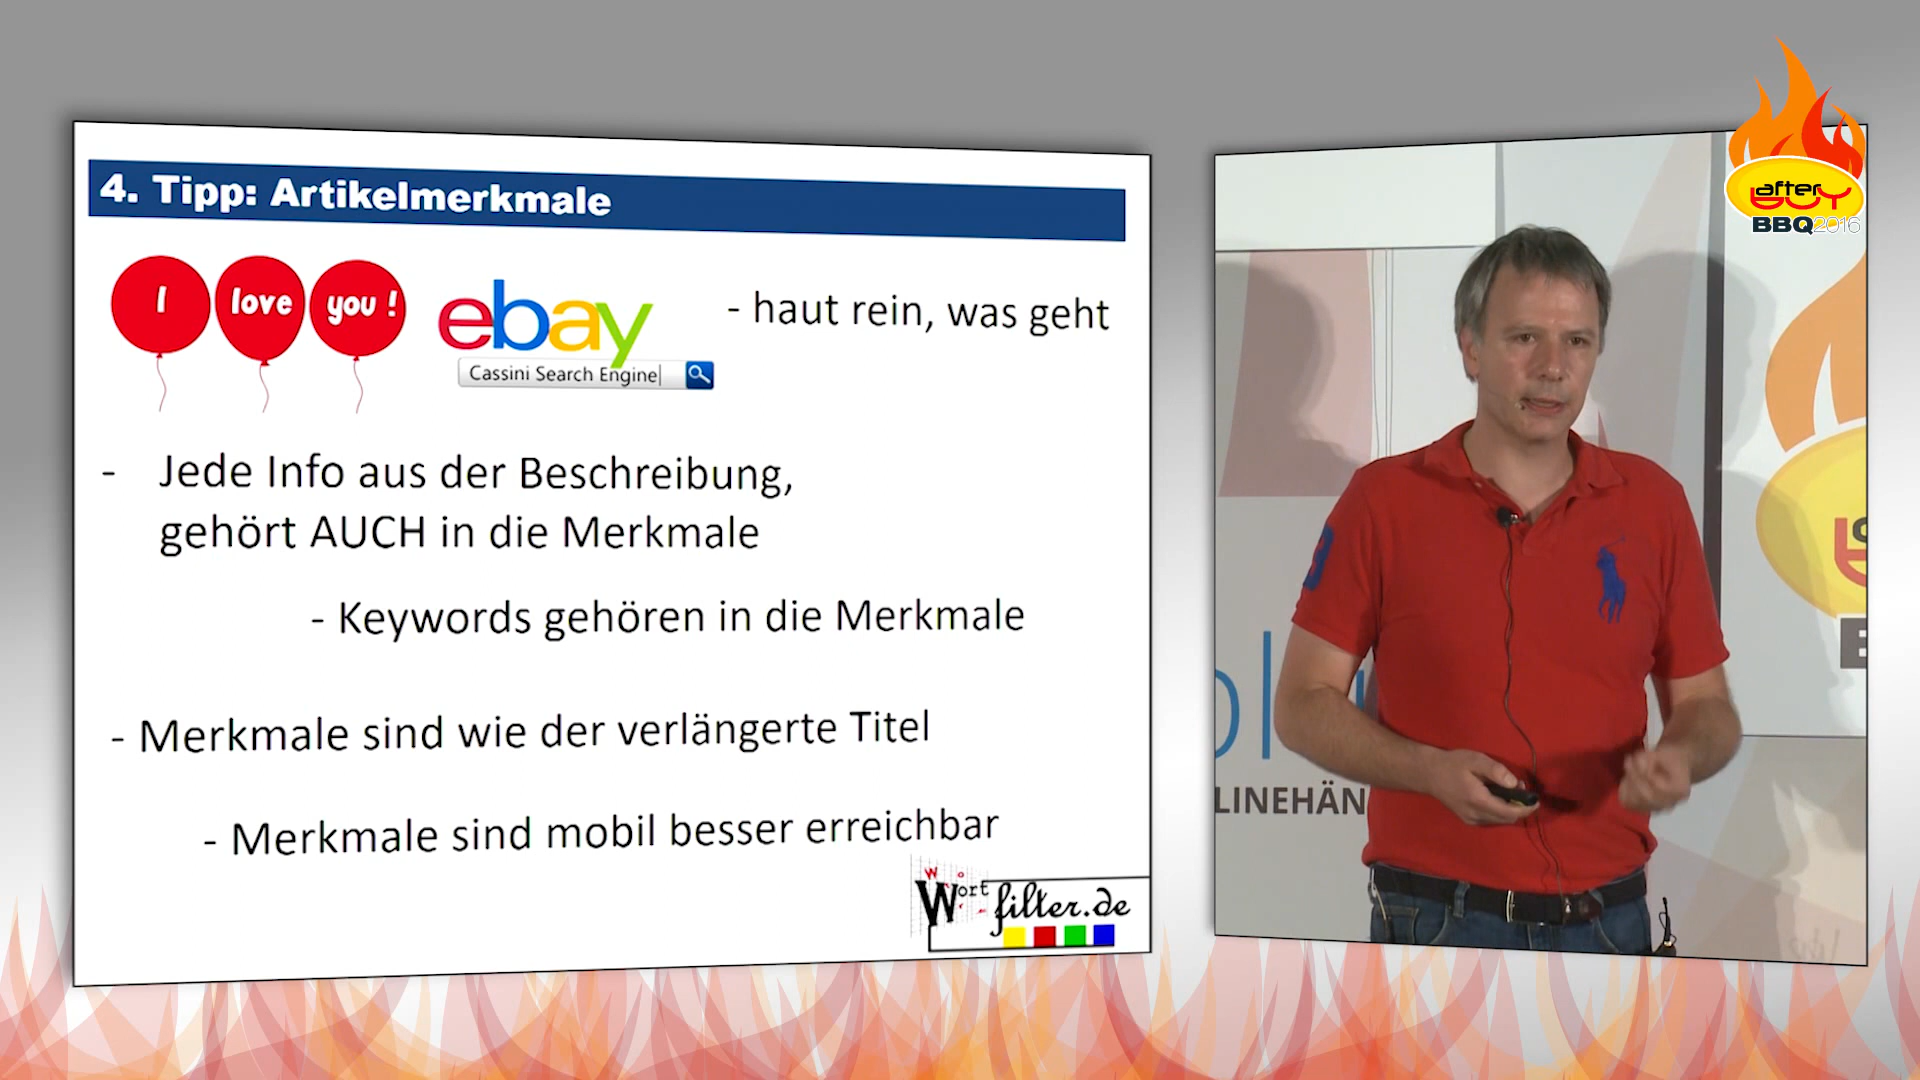 4. Tipp: Artikelmerkmale
I love you !
ebay
Cassini Search Engine
- haut rein, was geht
- Jede Info aus der Beschreibung,
gehört AUCH in die Merkmale
- Keywords gehören in die Merkmale
- Merkmale sind wie der verlängerte Titel
- Merkmale sind mobil besser erreichbar
Wortfilter.de
afterbuy
BBQ2016
LINEHÄN